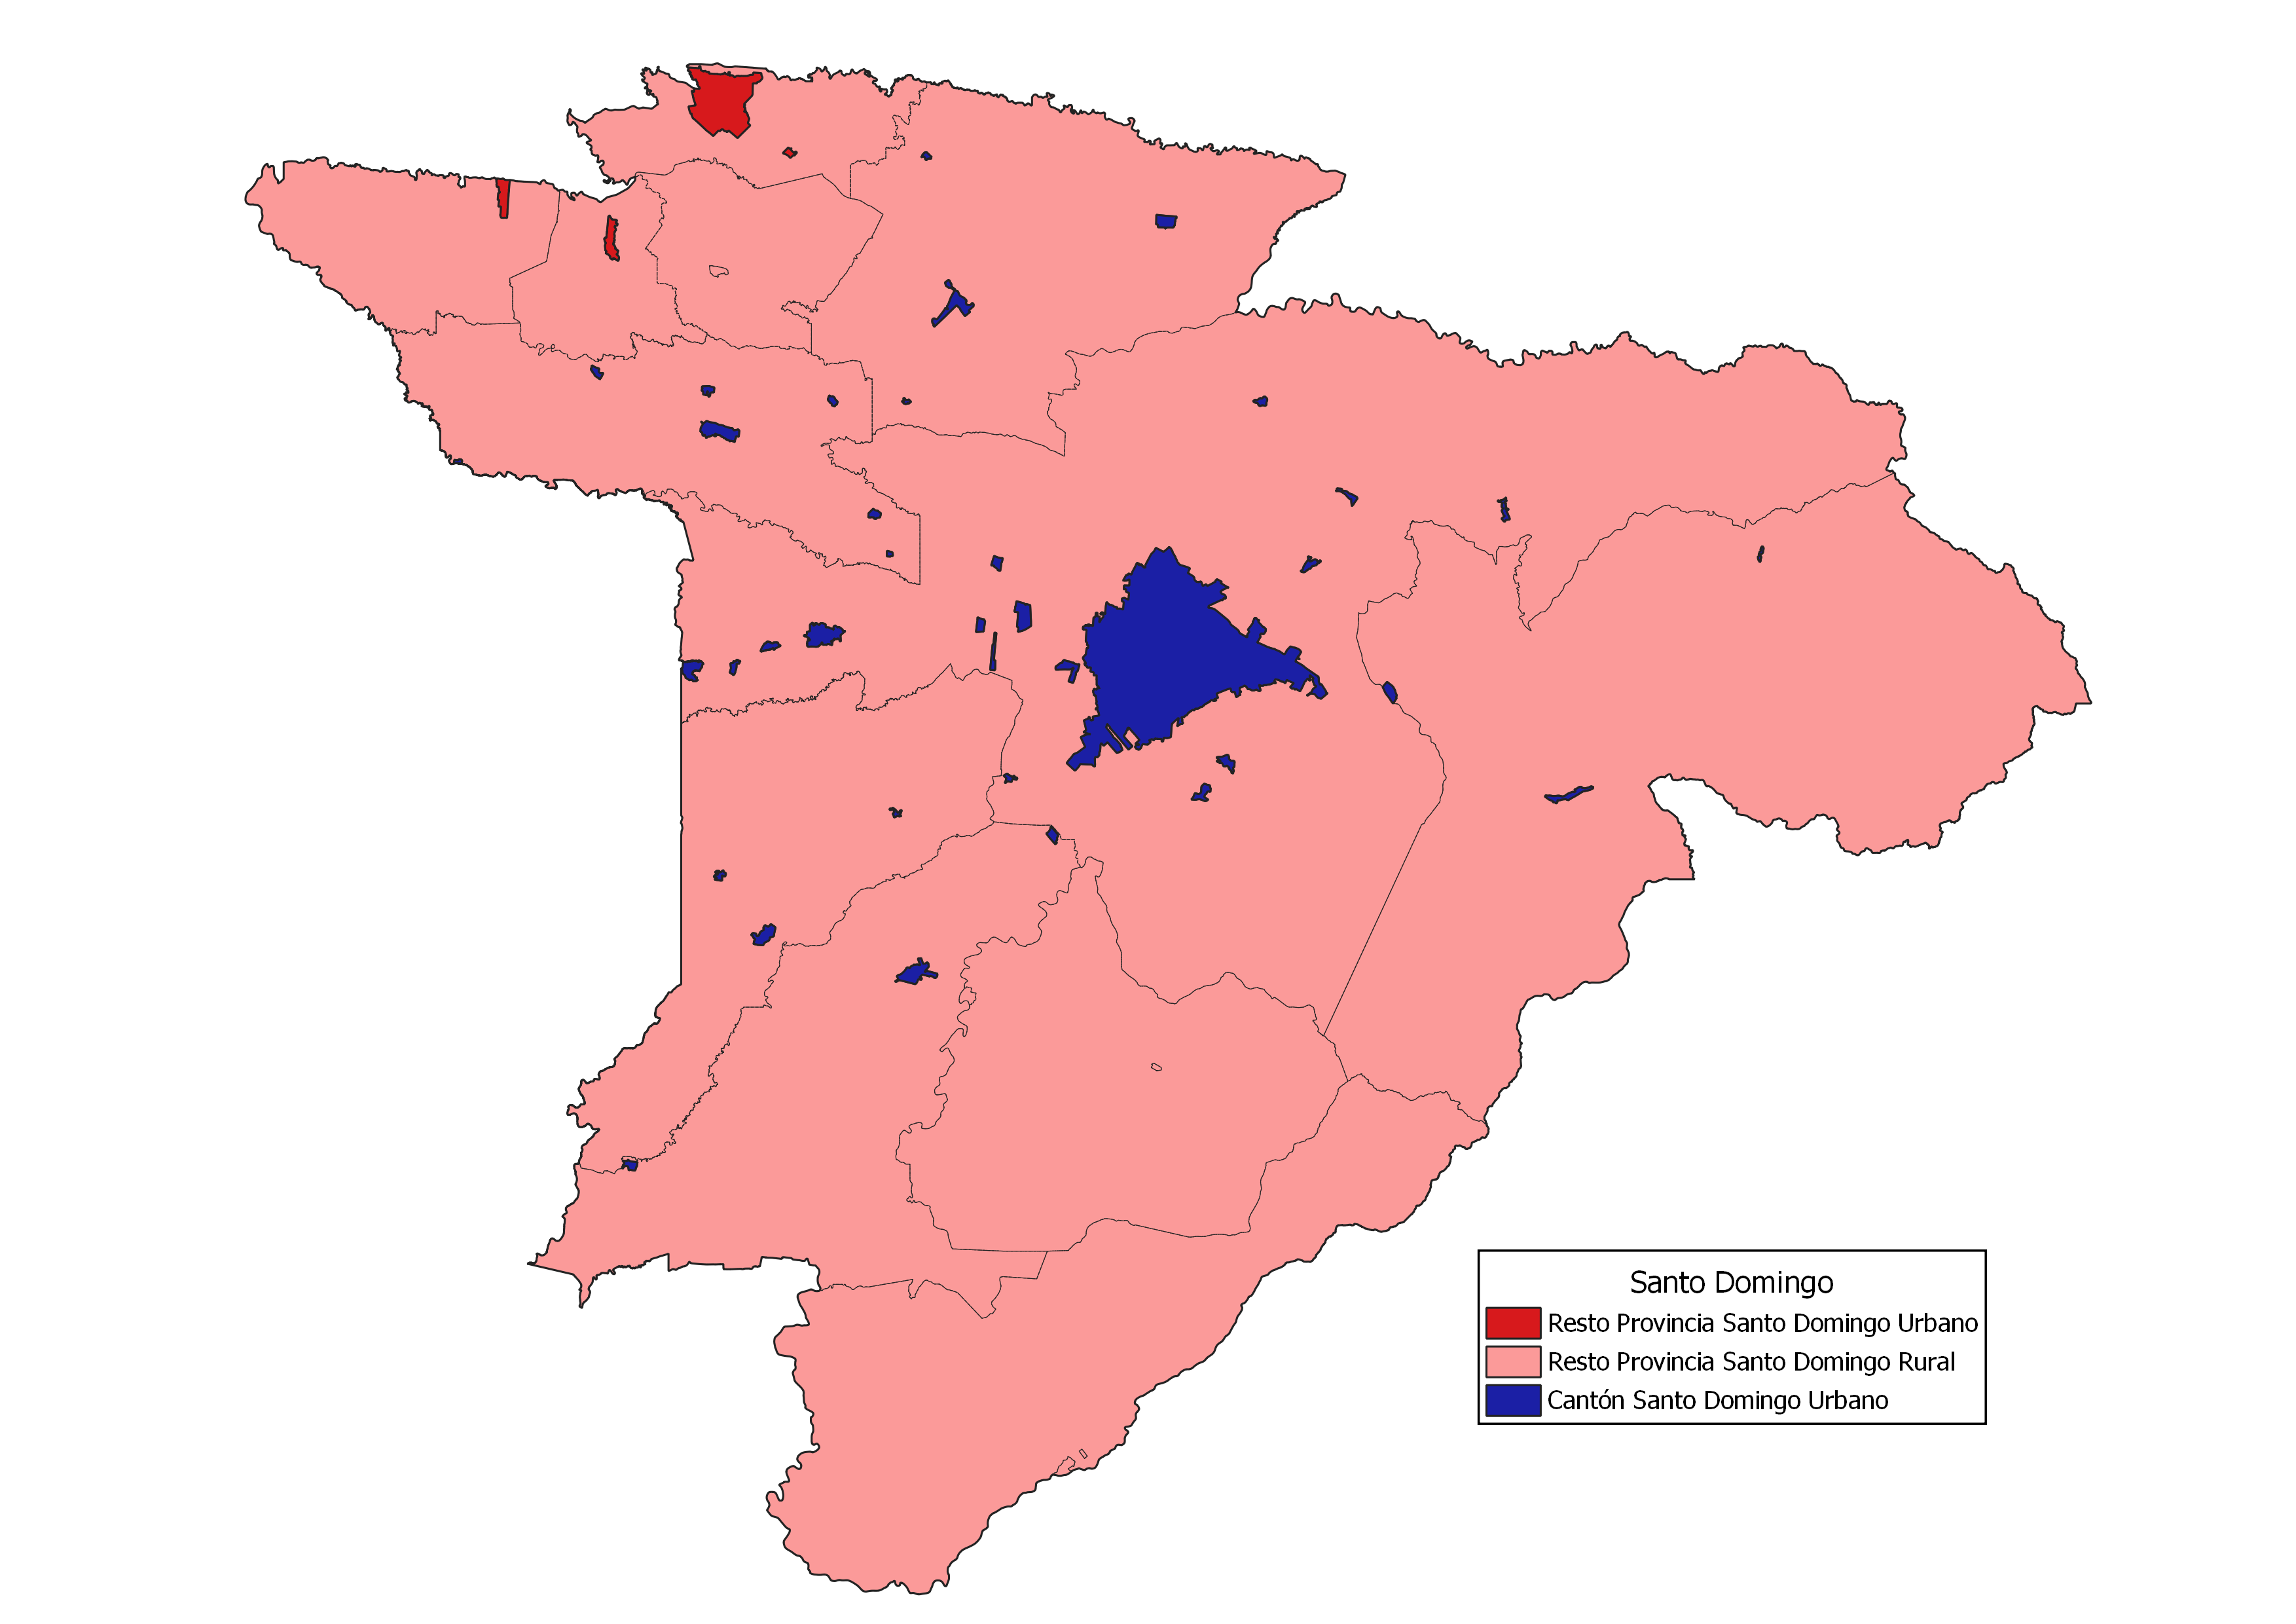 Santo Domingo
Resto Provincia Santo Domingo Urbano
Resto Provincia Santo Domingo Rural
Cantón Santo Domingo Urbano